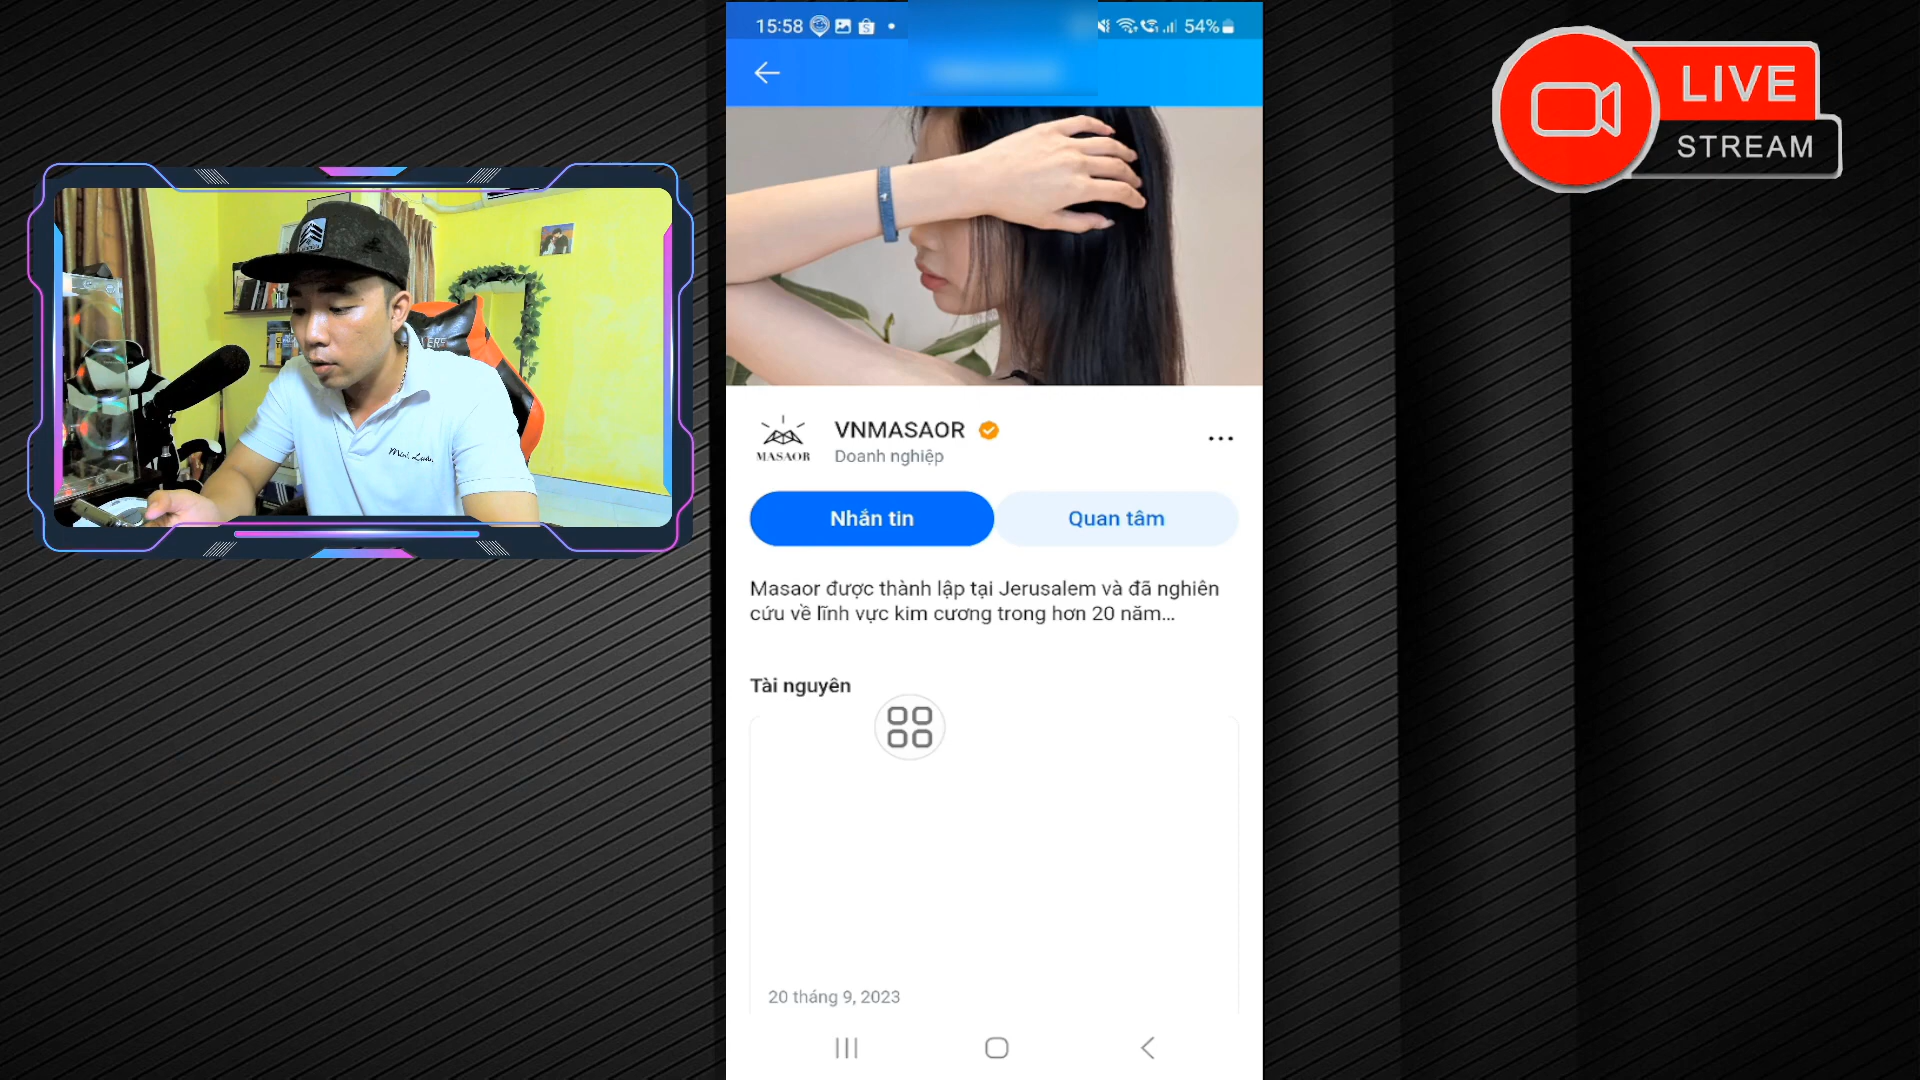 15:58
54%
LIVE
STREAM
VNMASAOR
Doanh nghiệp
MASAOR
Nhắn tin
Quan tâm
Masaor được thành lập tại Jerusalem và đã nghiên
cứu về lĩnh vực kim cương trong hơn 20 năm...
Tài nguyên
20 tháng 9, 2023